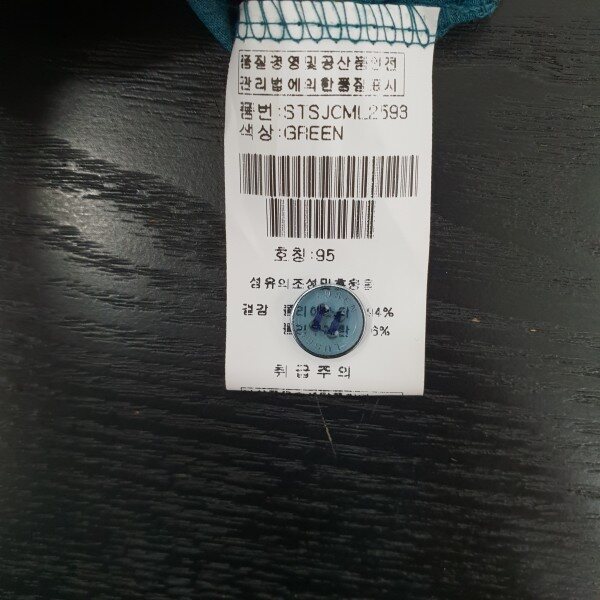 품질경영및공산품안전
관리법에의한품질표시
품번:STSJCML2593
색상:GREEN
호칭:95
섬유의조성및혼용율
겉감 4%
6%
취급주의